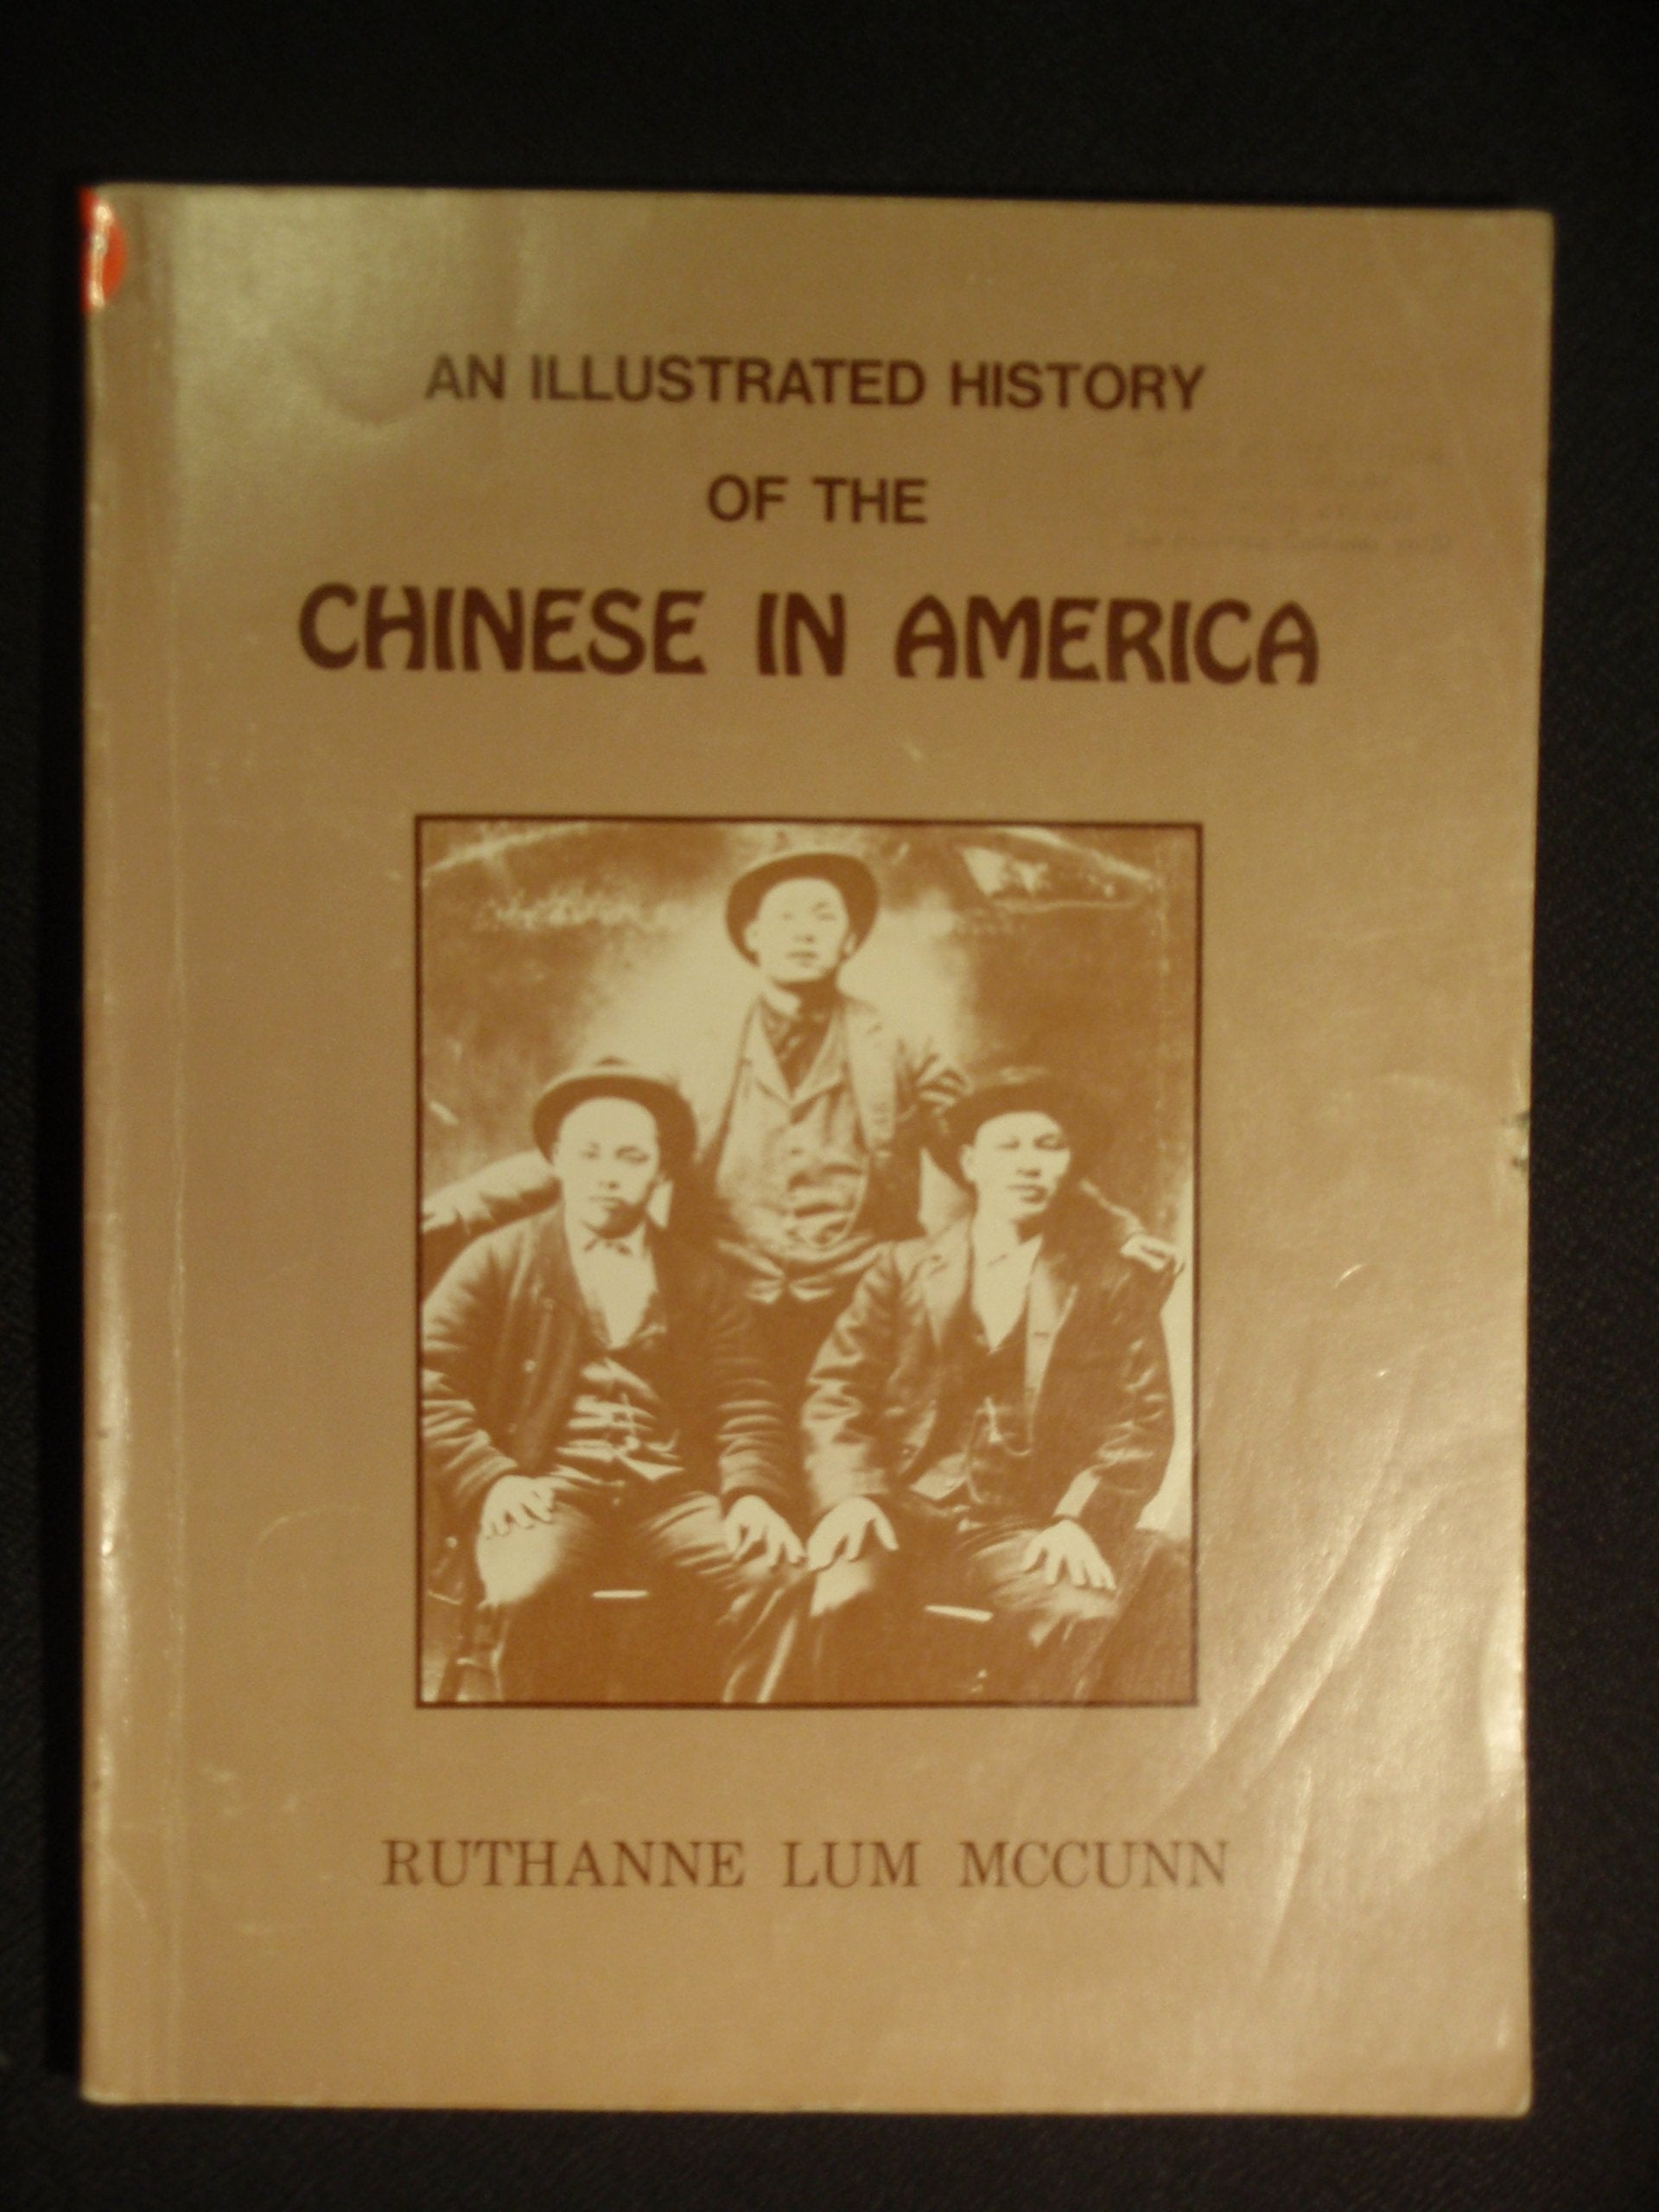 AN ILLUSTRATED HISTORY
OF THE
CHINESE IN AMERICA
RUTHANNE LUM MCCUNN